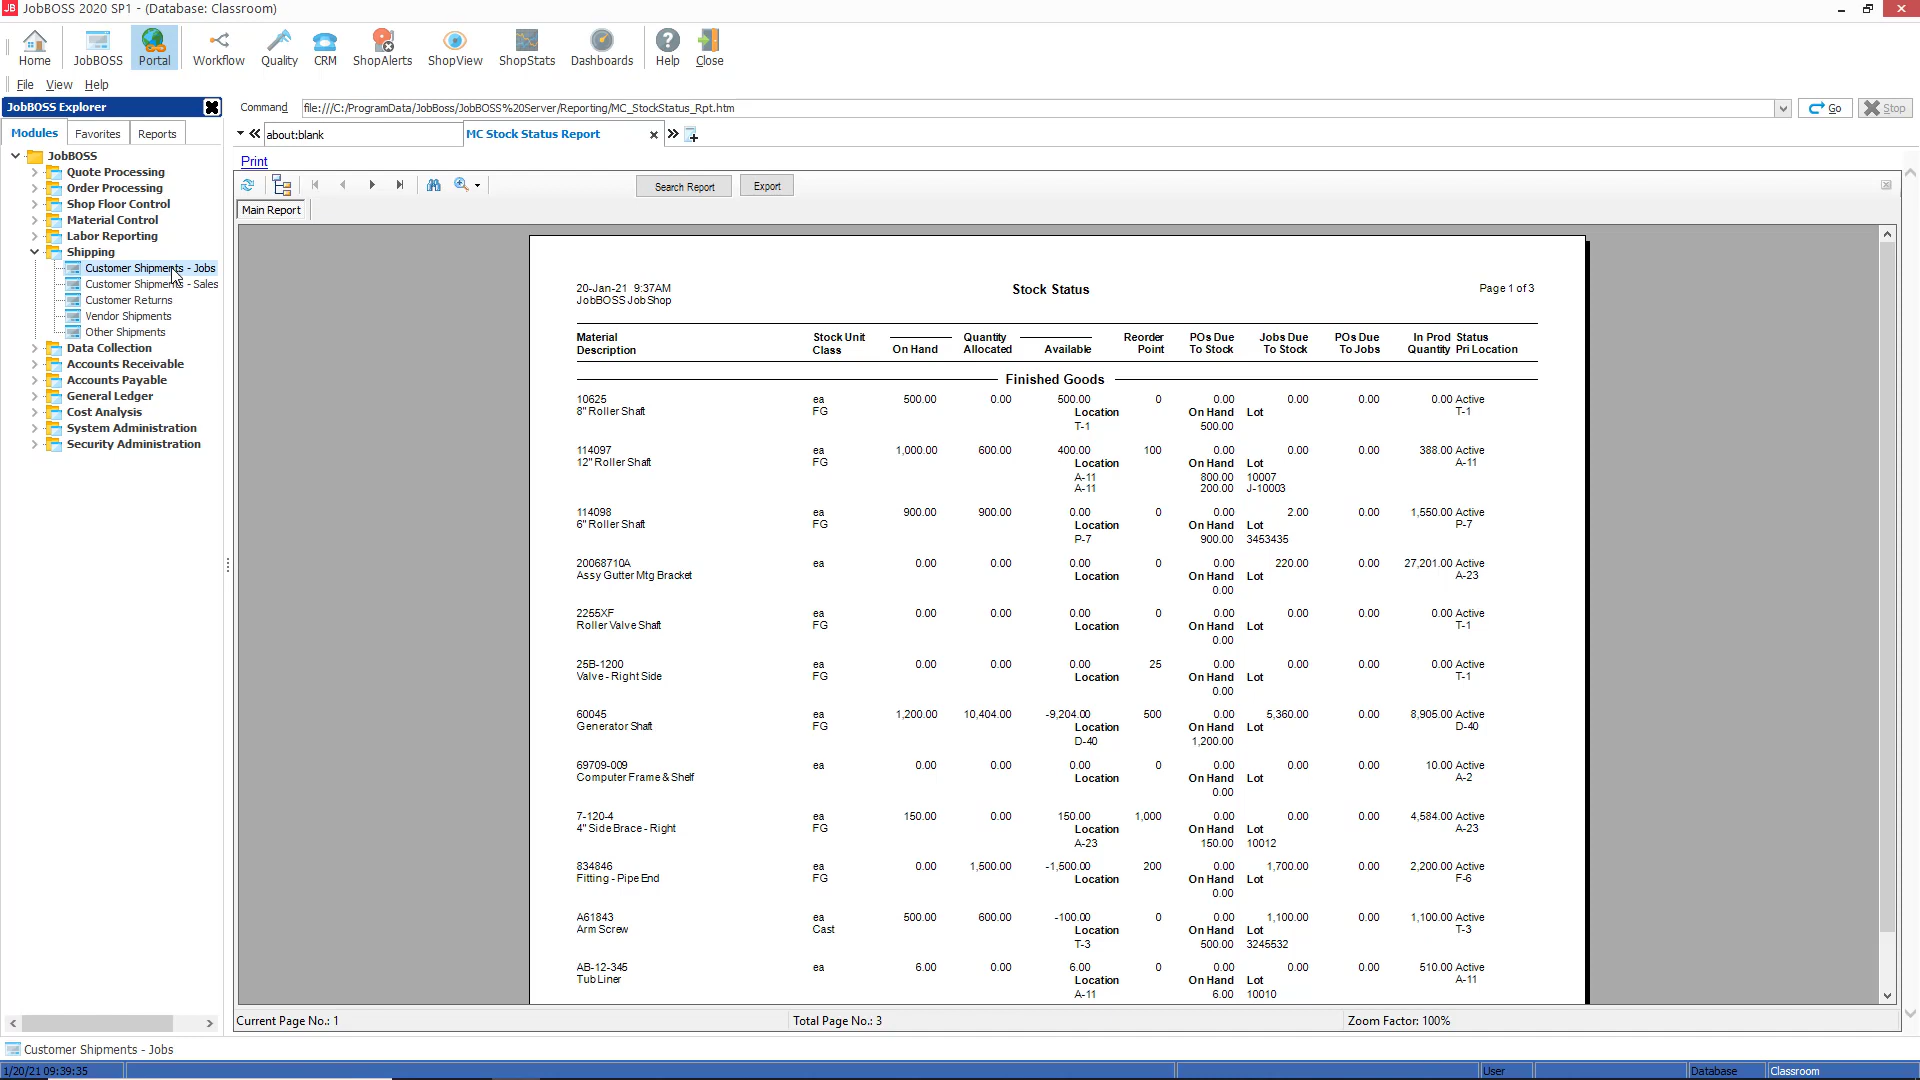 JB JobBOSS 2020 SP1 - (Database: Classroom)
Home JobBOSS Portal Workflow Quality CRM ShopAlerts ShopView ShopStats Dashboards Help Close
File View Help
JobBOSS Explorer
Command file:///C:/ProgramData/JobBoss/JobBOSS%20Server/Reporting/MC_StockStatus_Rpt.htm Go Stop
Modules Favorites Reports
about:blank MC Stock Status Report
Print
Search Report Export
Main Report
JobBOSS
Quote Processing
Order Processing
Shop Floor Control
Material Control
Labor Reporting
Shipping
Customer Shipments - Jobs
Customer Shipments - Sales
Customer Returns
Vendor Shipments
Other Shipments
Data Collection
Accounts Receivable
Accounts Payable
General Ledger
Cost Analysis
System Administration
Security Administration
20-Jan-21 9:37AM Stock Status Page 1 of 3
JobBOSS Job Shop
Material Stock Unit Quantity Reorder POs Due Jobs Due POs Due In Prod Status
Description Class On Hand Allocated Available Point To Stock To Stock To Jobs Quantity Pri Location
Finished Goods
10625 ea 500.00 0.00 500.00 0 0.00 0.00 0.00 0.00 Active
8" Roller Shaft FG Location On Hand Lot T-1
T-1 500.00
114097 ea 1,000.00 600.00 400.00 100 0.00 0.00 0.00 388.00 Active
12" Roller Shaft FG Location On Hand Lot A-11
A-11 800.00 10007
A-11 200.00 J-10003
114098 ea 900.00 900.00 0.00 0 0.00 2.00 0.00 1,550.00 Active
6" Roller Shaft FG Location On Hand Lot P-7
P-7 900.00 3453435
20068710A ea 0.00 0.00 0.00 0 0.00 220.00 0.00 27,201.00 Active
Assy Gutter Mtg Bracket Location On Hand Lot A-23
0.00
2255XF ea 0.00 0.00 0.00 0 0.00 0.00 0.00 0.00 Active
Roller Valve Shaft FG Location On Hand Lot T-1
0.00
25B-1200 ea 0.00 0.00 0.00 25 0.00 0.00 0.00 0.00 Active
Valve - Right Side FG Location On Hand Lot T-1
0.00
60045 ea 1,200.00 10,404.00 -9,204.00 500 0.00 5,360.00 0.00 8,905.00 Active
Generator Shaft FG Location On Hand Lot D-40
D-40 1,200.00
69709-009 ea 0.00 0.00 0.00 0 0.00 0.00 0.00 10.00 Active
Computer Frame & Shelf Location On Hand Lot A-2
0.00
7-120-4 ea 150.00 0.00 150.00 1,000 0.00 0.00 0.00 4,584.00 Active
4" Side Brace - Right FG Location On Hand Lot A-23
A-23 150.00 10012
834846 ea 0.00 1,500.00 -1,500.00 200 0.00 1,700.00 0.00 2,200.00 Active
Fitting - Pipe End FG Location On Hand Lot F-6
0.00
A61843 ea 500.00 600.00 -100.00 0 0.00 1,100.00 0.00 1,100.00 Active
Arm Screw Cast Location On Hand Lot T-3
T-3 500.00 3245532
AB-12-345 ea 6.00 0.00 6.00 0 0.00 0.00 0.00 510.00 Active
Tub Liner Location On Hand Lot A-11
A-11 6.00 10010
Current Page No.: 1 Total Page No.: 3 Zoom Factor: 100%
Customer Shipments - Jobs
1/20/21 09:39:35 User Database Classroom